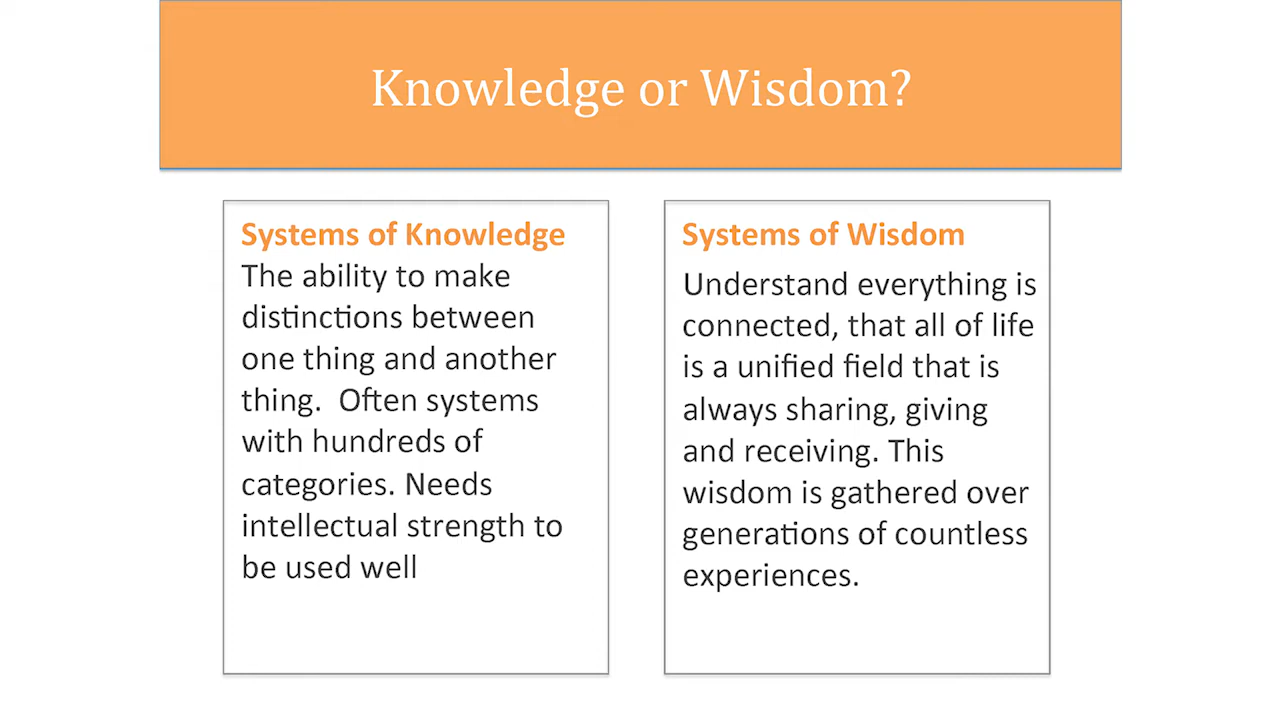 Knowledge or Wisdom?
Systems of Knowledge
The ability to make
distinctions between
one thing and another
thing.  Often systems
with hundreds of
categories. Needs
intellectual strength to
be used well
Systems of Wisdom
Understand everything is
connected, that all of life
is a unified field that is
always sharing, giving
and receiving. This
wisdom is gathered over
generations of countless
experiences.